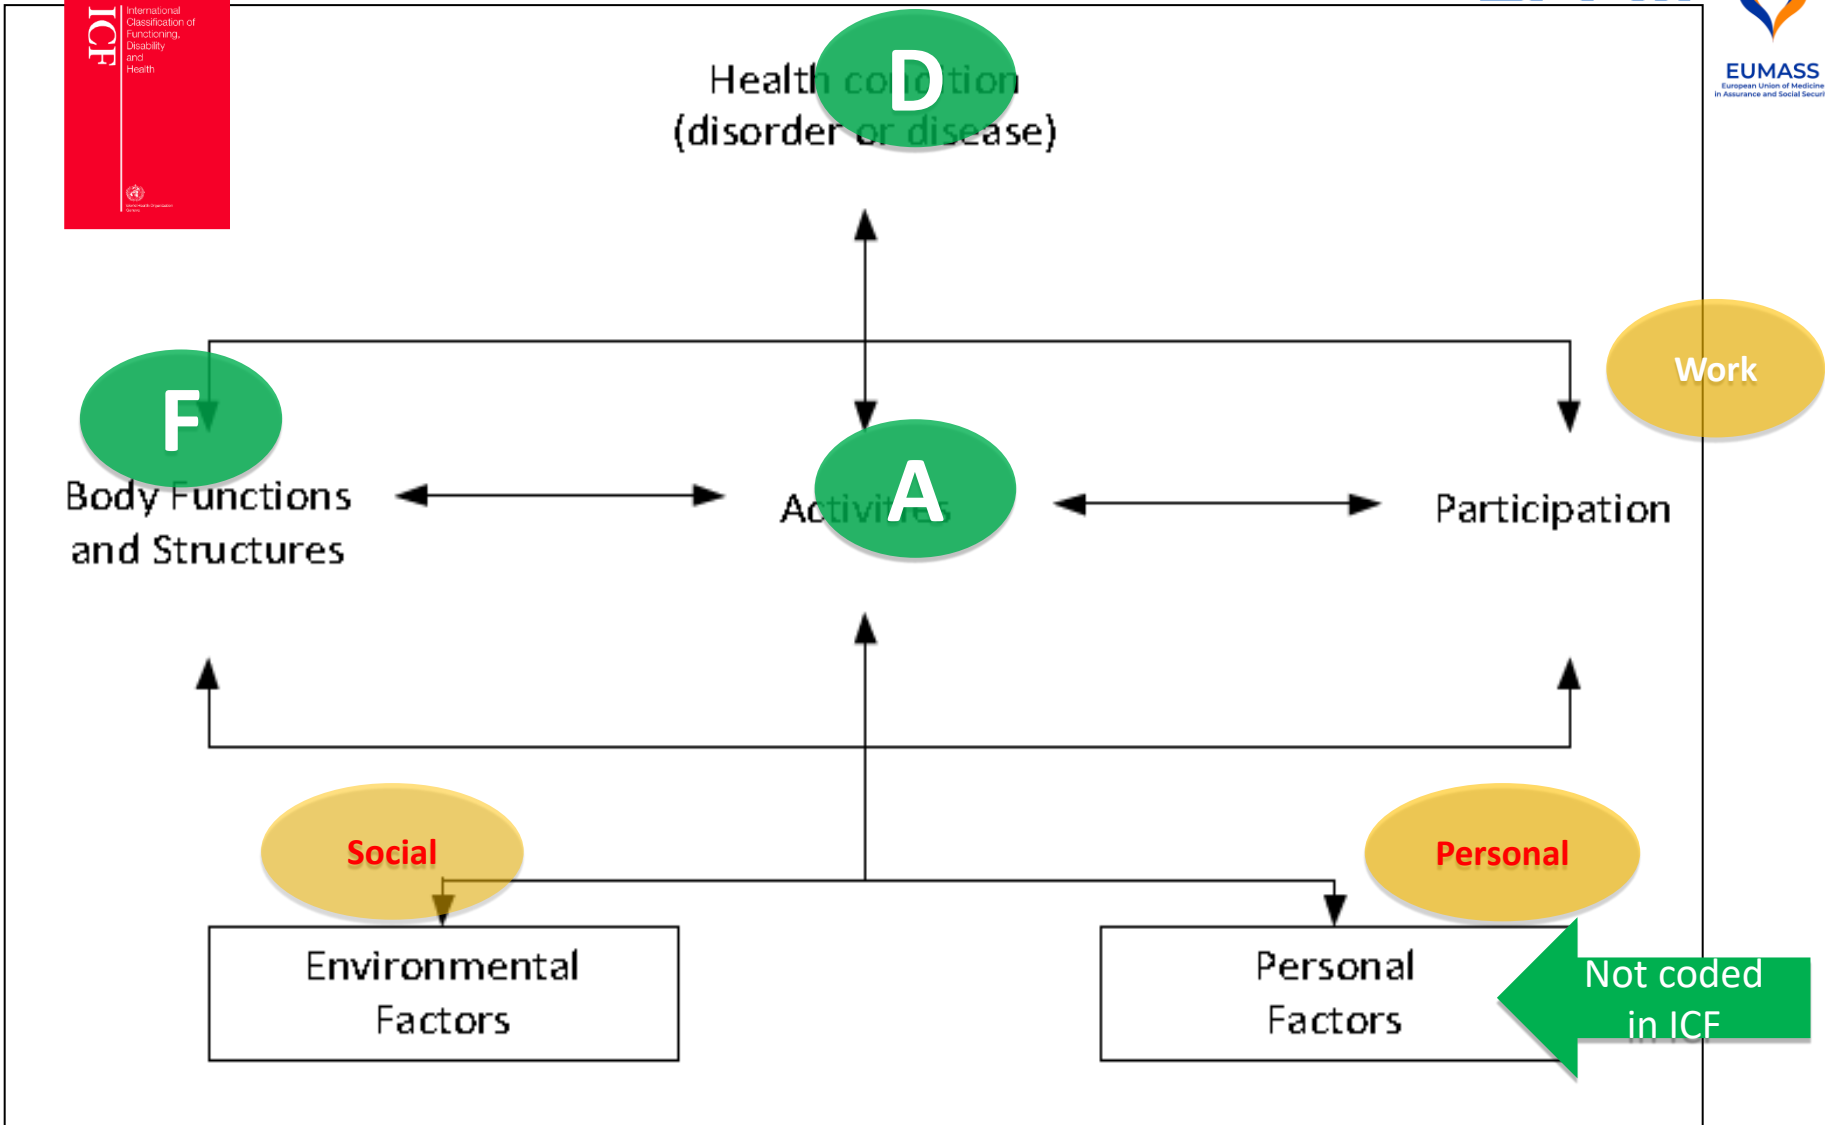 ICF
International
Classification of
Functioning,
Disability
and
Health
EUMASS
European Union of Medicine
in Assurance and Social Securi
D
Health condition
(disorder or disease)
Work
F
A
Body Functions
and Structures
Activities
Participation
Social
Personal
Environmental
Factors
Personal
Factors
Not coded
in ICF